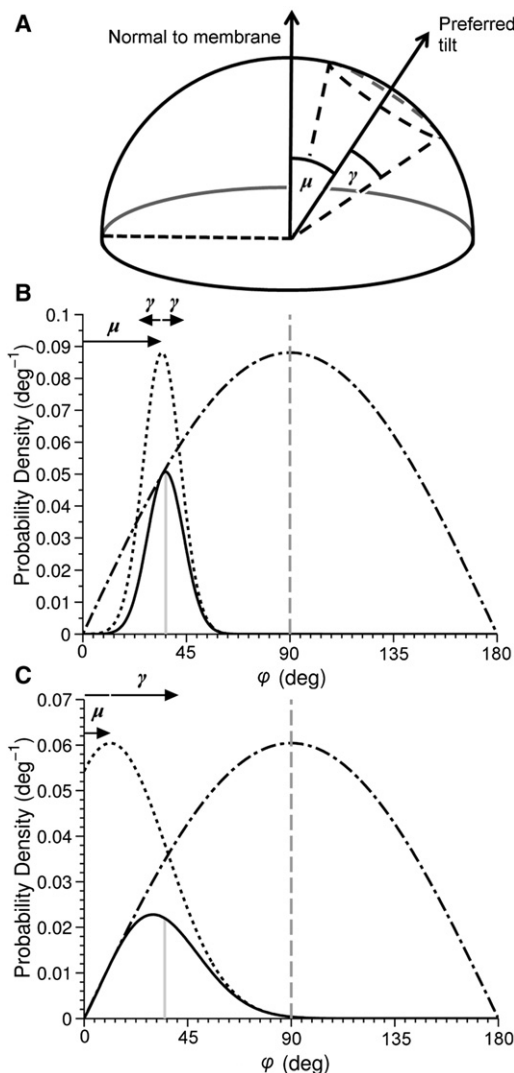 A
Normal to membrane
Preferred
tilt
μ
γ
B
γ γ
μ
0.1
0.09
0.08
0.07
0.06
0.05
0.04
0.03
0.02
0.01
0
Probability Density (deg⁻¹)
0 45 90 135 180
φ (deg)
C
γ
μ
0.07
0.06
0.05
0.04
0.03
0.02
0.01
0
Probability Density (deg⁻¹)
0 45 90 135 180
φ (deg)